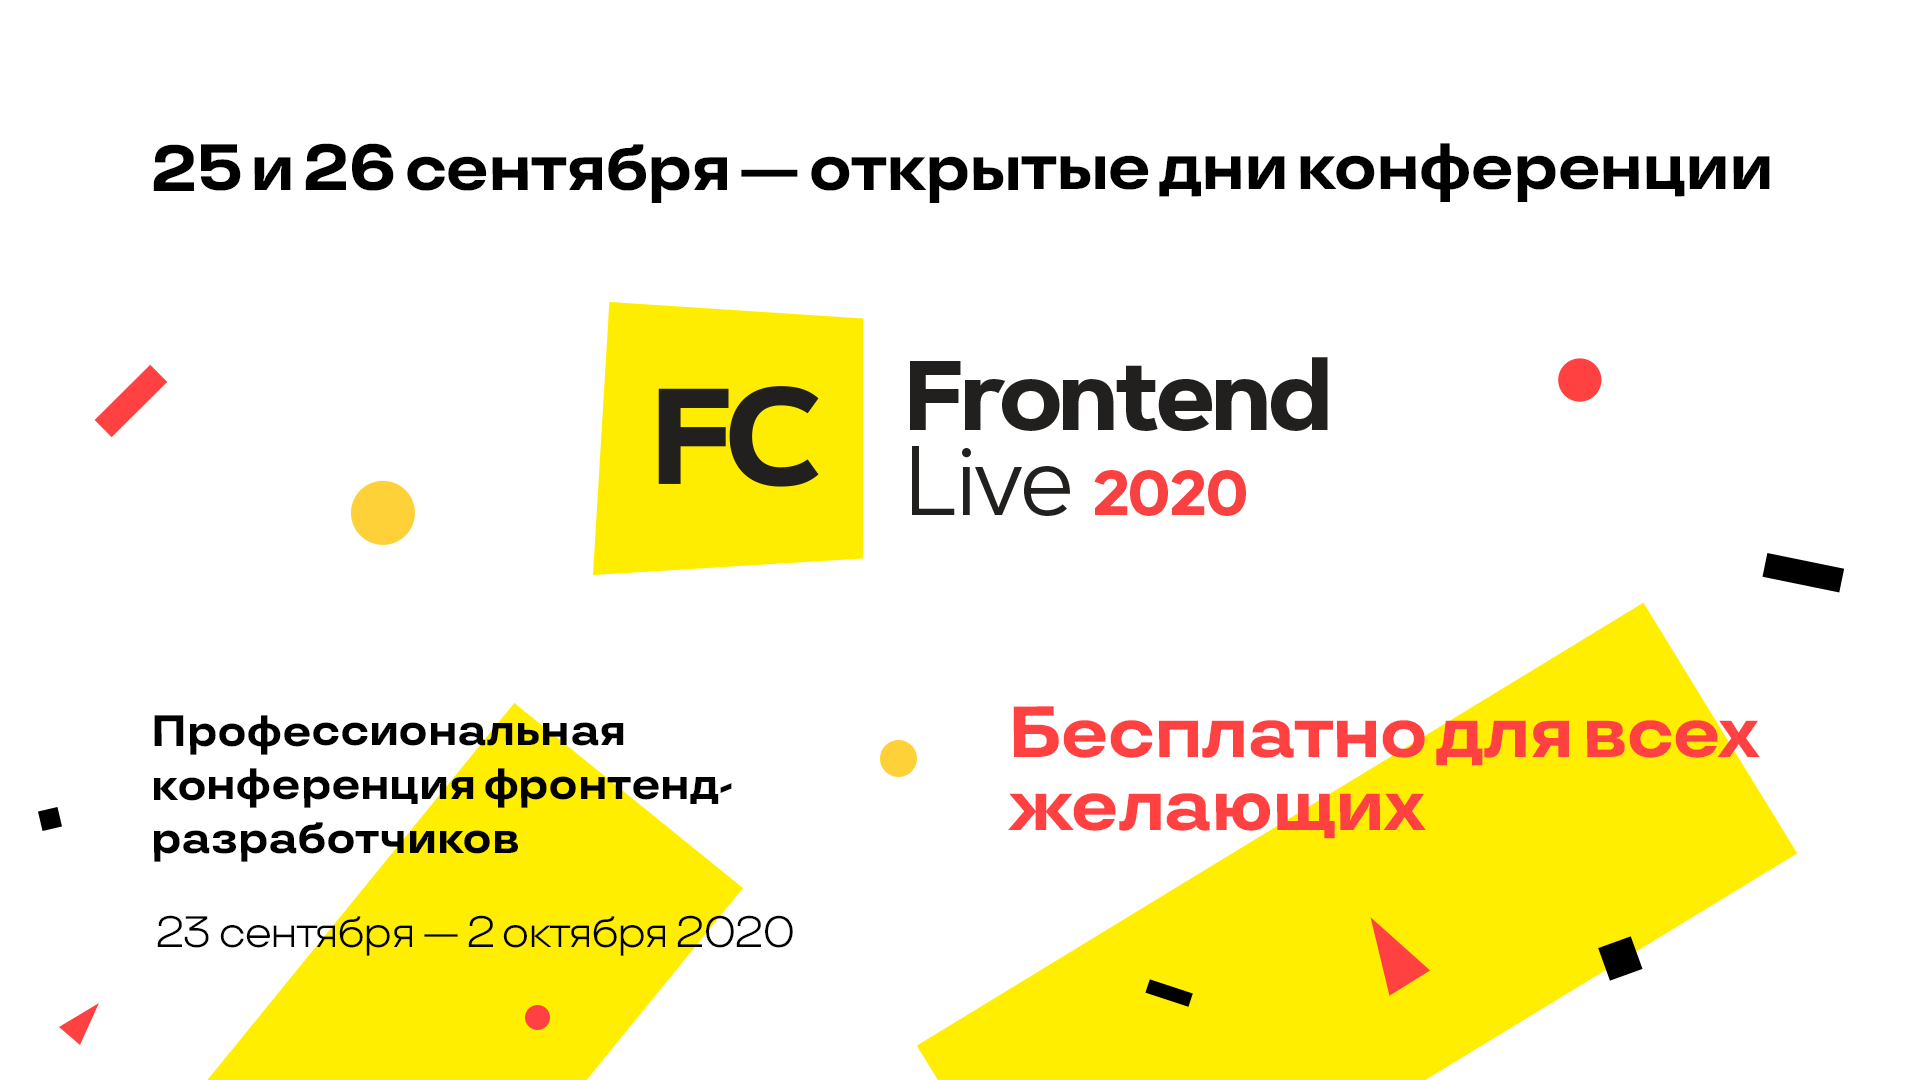 25 и 26 сентября — открытые дни конференции
FC
Frontend
Live 2020
Профессиональная
конференция фронтенд-
разработчиков
23 сентября — 2 октября 2020
Бесплатно для всех
желающих